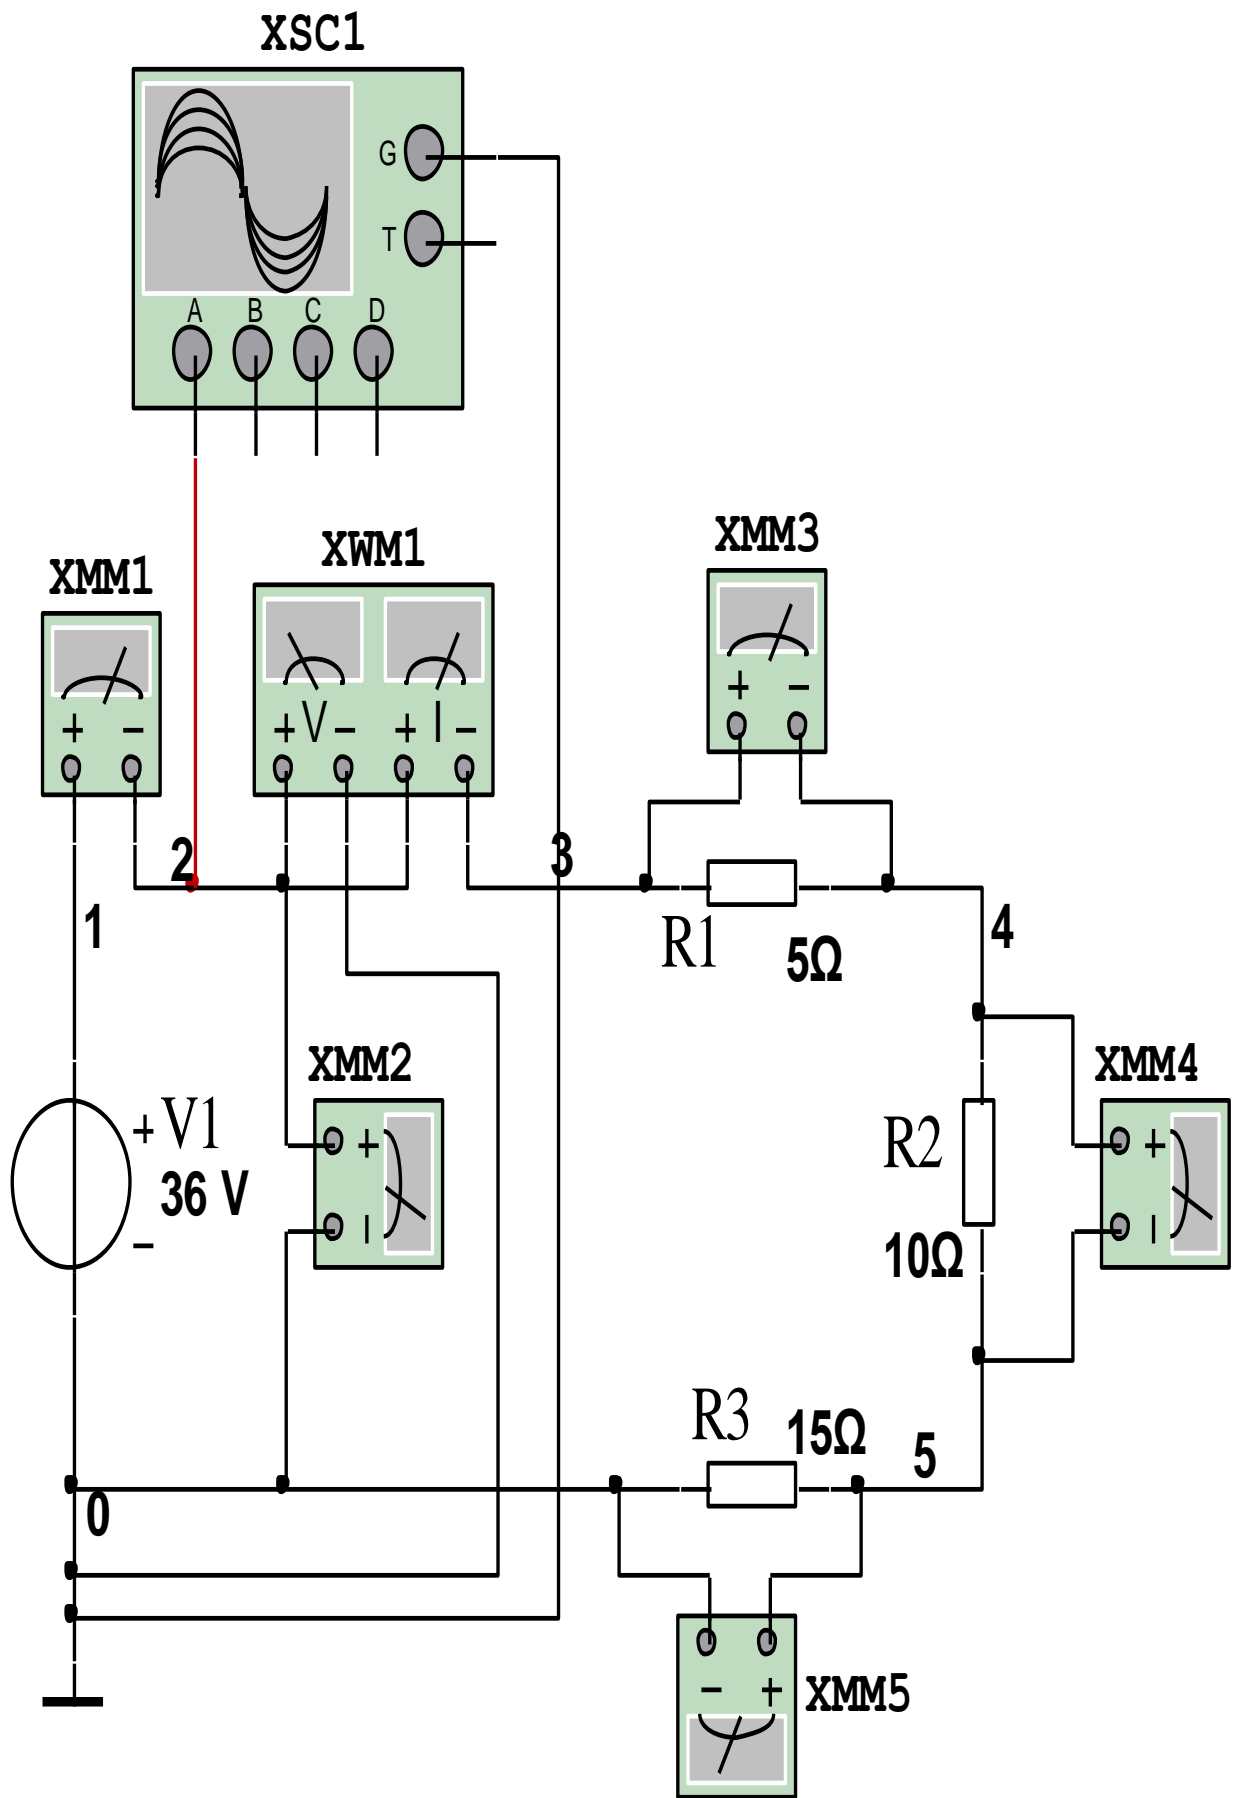 XSC1
G
T
A B C D
XMM1
+ -
XWM1
+ V - + I -
XMM3
+ -
2
3
1
R1
5Ω
4
XMM2
+
-
+ V1
36 V
-
R2
10Ω
XMM4
+
-
R3
15Ω
5
0
- +
XMM5